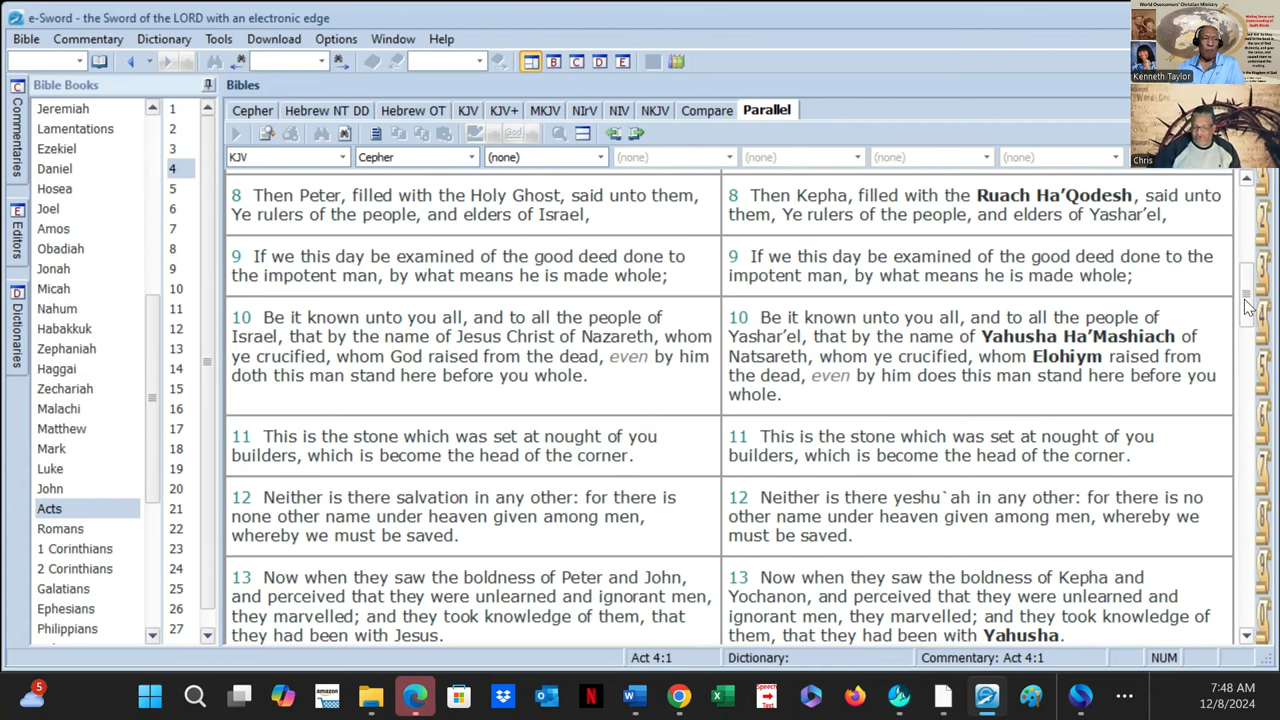 e-Sword - the Sword of the LORD with an electronic edge
Bible Commentary Dictionary Tools Download Options Window Help
B C D E
Bible Books
Bibles
Commentaries
Editors
Dictionaries
Jeremiah
Lamentations
Ezekiel
Daniel
Hosea
Joel
Amos
Obadiah
Jonah
Micah
Nahum
Habakkuk
Zephaniah
Haggai
Zechariah
Malachi
Matthew
Mark
Luke
John
Acts
Romans
1 Corinthians
2 Corinthians
Galatians
Ephesians
Philippians
1
2
3
4
5
6
7
8
9
10
11
12
13
14
15
16
17
18
19
20
21
22
23
24
25
26
27
Cepher Hebrew NT DD Hebrew OT KJV KJV+ MKJV NIrV NIV NKJV Compare Parallel
KJV Cepher (none) (none) (none) (none) (none)
8 Then Peter, filled with the Holy Ghost, said unto them,
Ye rulers of the people, and elders of Israel,
9 If we this day be examined of the good deed done to
the impotent man, by what means he is made whole;
10 Be it known unto you all, and to all the people of
Israel, that by the name of Jesus Christ of Nazareth, whom
ye crucified, whom God raised from the dead, even by him
doth this man stand here before you whole.
11 This is the stone which was set at nought of you
builders, which is become the head of the corner.
12 Neither is there salvation in any other: for there is
none other name under heaven given among men,
whereby we must be saved.
13 Now when they saw the boldness of Peter and John,
and perceived that they were unlearned and ignorant men,
they marvelled; and they took knowledge of them, that
they had been with Jesus.
8 Then Kepha, filled with the Ruach Ha’Qodesh, said unto
them, Ye rulers of the people, and elders of Yashar’el,
9 If we this day be examined of the good deed done to the
impotent man, by what means he is made whole;
10 Be it known unto you all, and to all the people of
Yashar’el, that by the name of Yahusha Ha’Mashiach of
Natsareth, whom ye crucified, whom Elohiym raised from
the dead, even by him does this man stand here before you
whole.
11 This is the stone which was set at nought of you
builders, which is become the head of the corner.
12 Neither is there yeshu`ah in any other: for there is no
other name under heaven given among men, whereby we
must be saved.
13 Now when they saw the boldness of Kepha and
Yochanon, and perceived that they were unlearned and
ignorant men, they marvelled; and they took knowledge of
them, that they had been with Yahusha.
Act 4:1 Dictionary: Commentary: Act 4:1 NUM
World Overcomers' Christian Ministry
Kenneth Taylor
Chris
5
amazon
Speech
Text
7:48 AM
12/8/2024